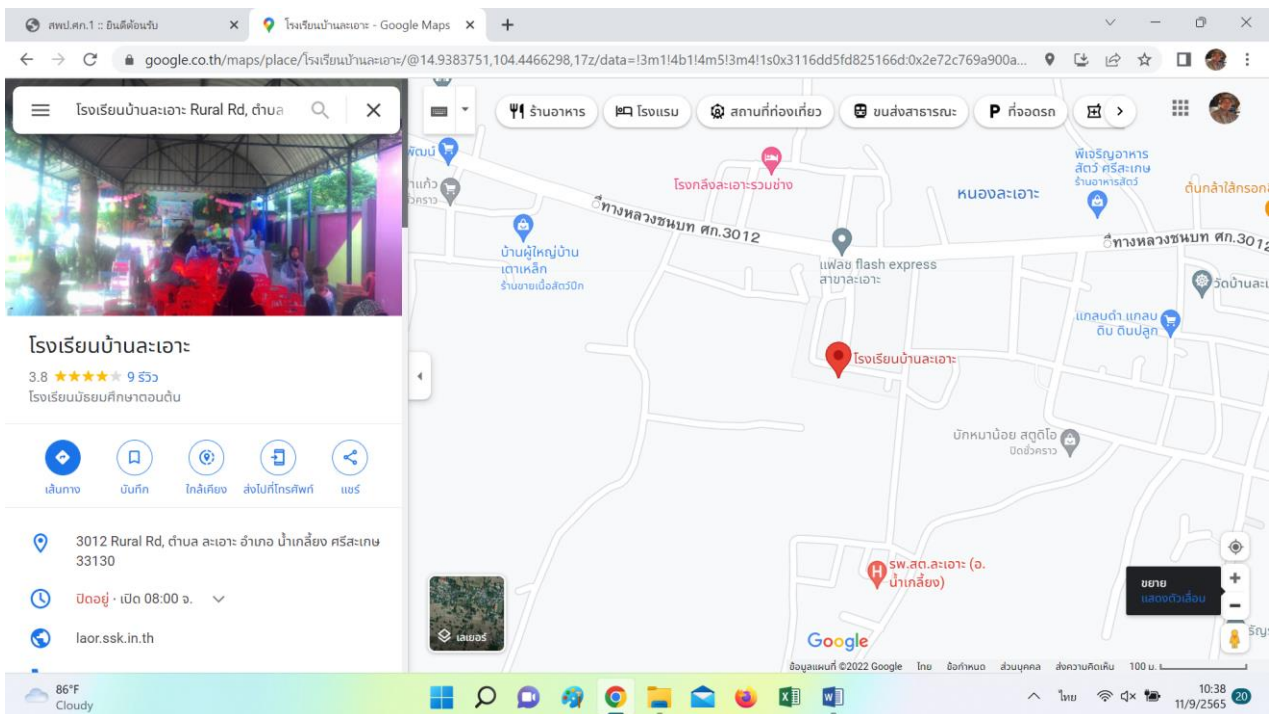 สพป.ศก.1 :: ยินดีต้อนรับ
โรงเรียนบ้านละเอาะ - Google Maps
google.co.th/maps/place/โรงเรียนบ้านละเอาะ/@14.9383751,104.4466298,17z/data=!3m1!4b1!4m5!3m4!1s0x3116dd5fd825166d:0x2e72c769a900a...
โรงเรียนบ้านละเอาะ Rural Rd, ตำบล
ร้านอาหาร
โรงแรม
สถานที่ท่องเที่ยว
ขนส่งสาธารณะ
P ที่จอดรถ
โรงเรียนบ้านละเอาะ
3.8 ★★★★★ 9 รีวิว
โรงเรียนมัธยมศึกษาตอนต้น
เส้นทาง
บันทึก
ใกล้เคียง
ส่งไปที่โทรศัพท์
แชร์
3012 Rural Rd, ตำบล ละเอาะ อำเภอ น้ำเกลี้ยง ศรีสะเกษ
33130
ปิดอยู่ · เปิด 08:00 จ.
laor.ssk.in.th
โรงกลึงละเอาะรวมช่าง
หนองละเอาะ
พีเจริญอาหาร
สัตว์ ศรีสะเกษ
ร้านอาหารสัตว์
ทางหลวงชนบท ศก.3012
ทางหลวงชนบท ศก.3012
บ้านผู้ใหญ่บ้าน
เตาเหล็ก
ร้านขายเนื้อสัตว์ปีก
แฟลช flash express
สาขาละเอาะ
แกลบดำ แกลบ
ดิบ ดินปลูก
โรงเรียนบ้านละเอาะ
บักหมาน้อย สตูดิโอ
ปิดชั่วคราว
รพ.สต.ละเอาะ (อ.
น้ำเกลี้ยง)
ขยาย
แสดงตัวเลื่อน
เลเยอร์
Google
ข้อมูลแผนที่ ©2022 Google ไทย ข้อกำหนด ส่วนบุคคล ส่งความคิดเห็น 100 ม.
86°F
Cloudy
ไทย
10:38
11/9/2565
20